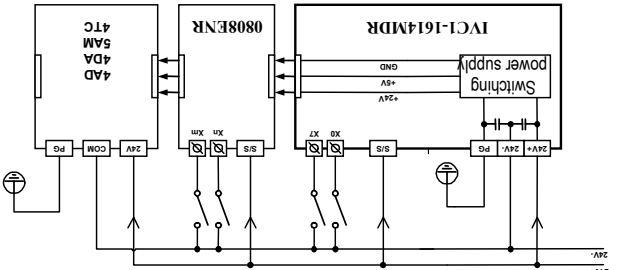 24V-
24V+ 24V- PG S/S S/S 24V COM PG
X0 X7 Xn Xm
Switching
power supply
+24V
+5V
GND
4AD
4DA
5AM
4TC
IVC1-1614MDR 0808ENR